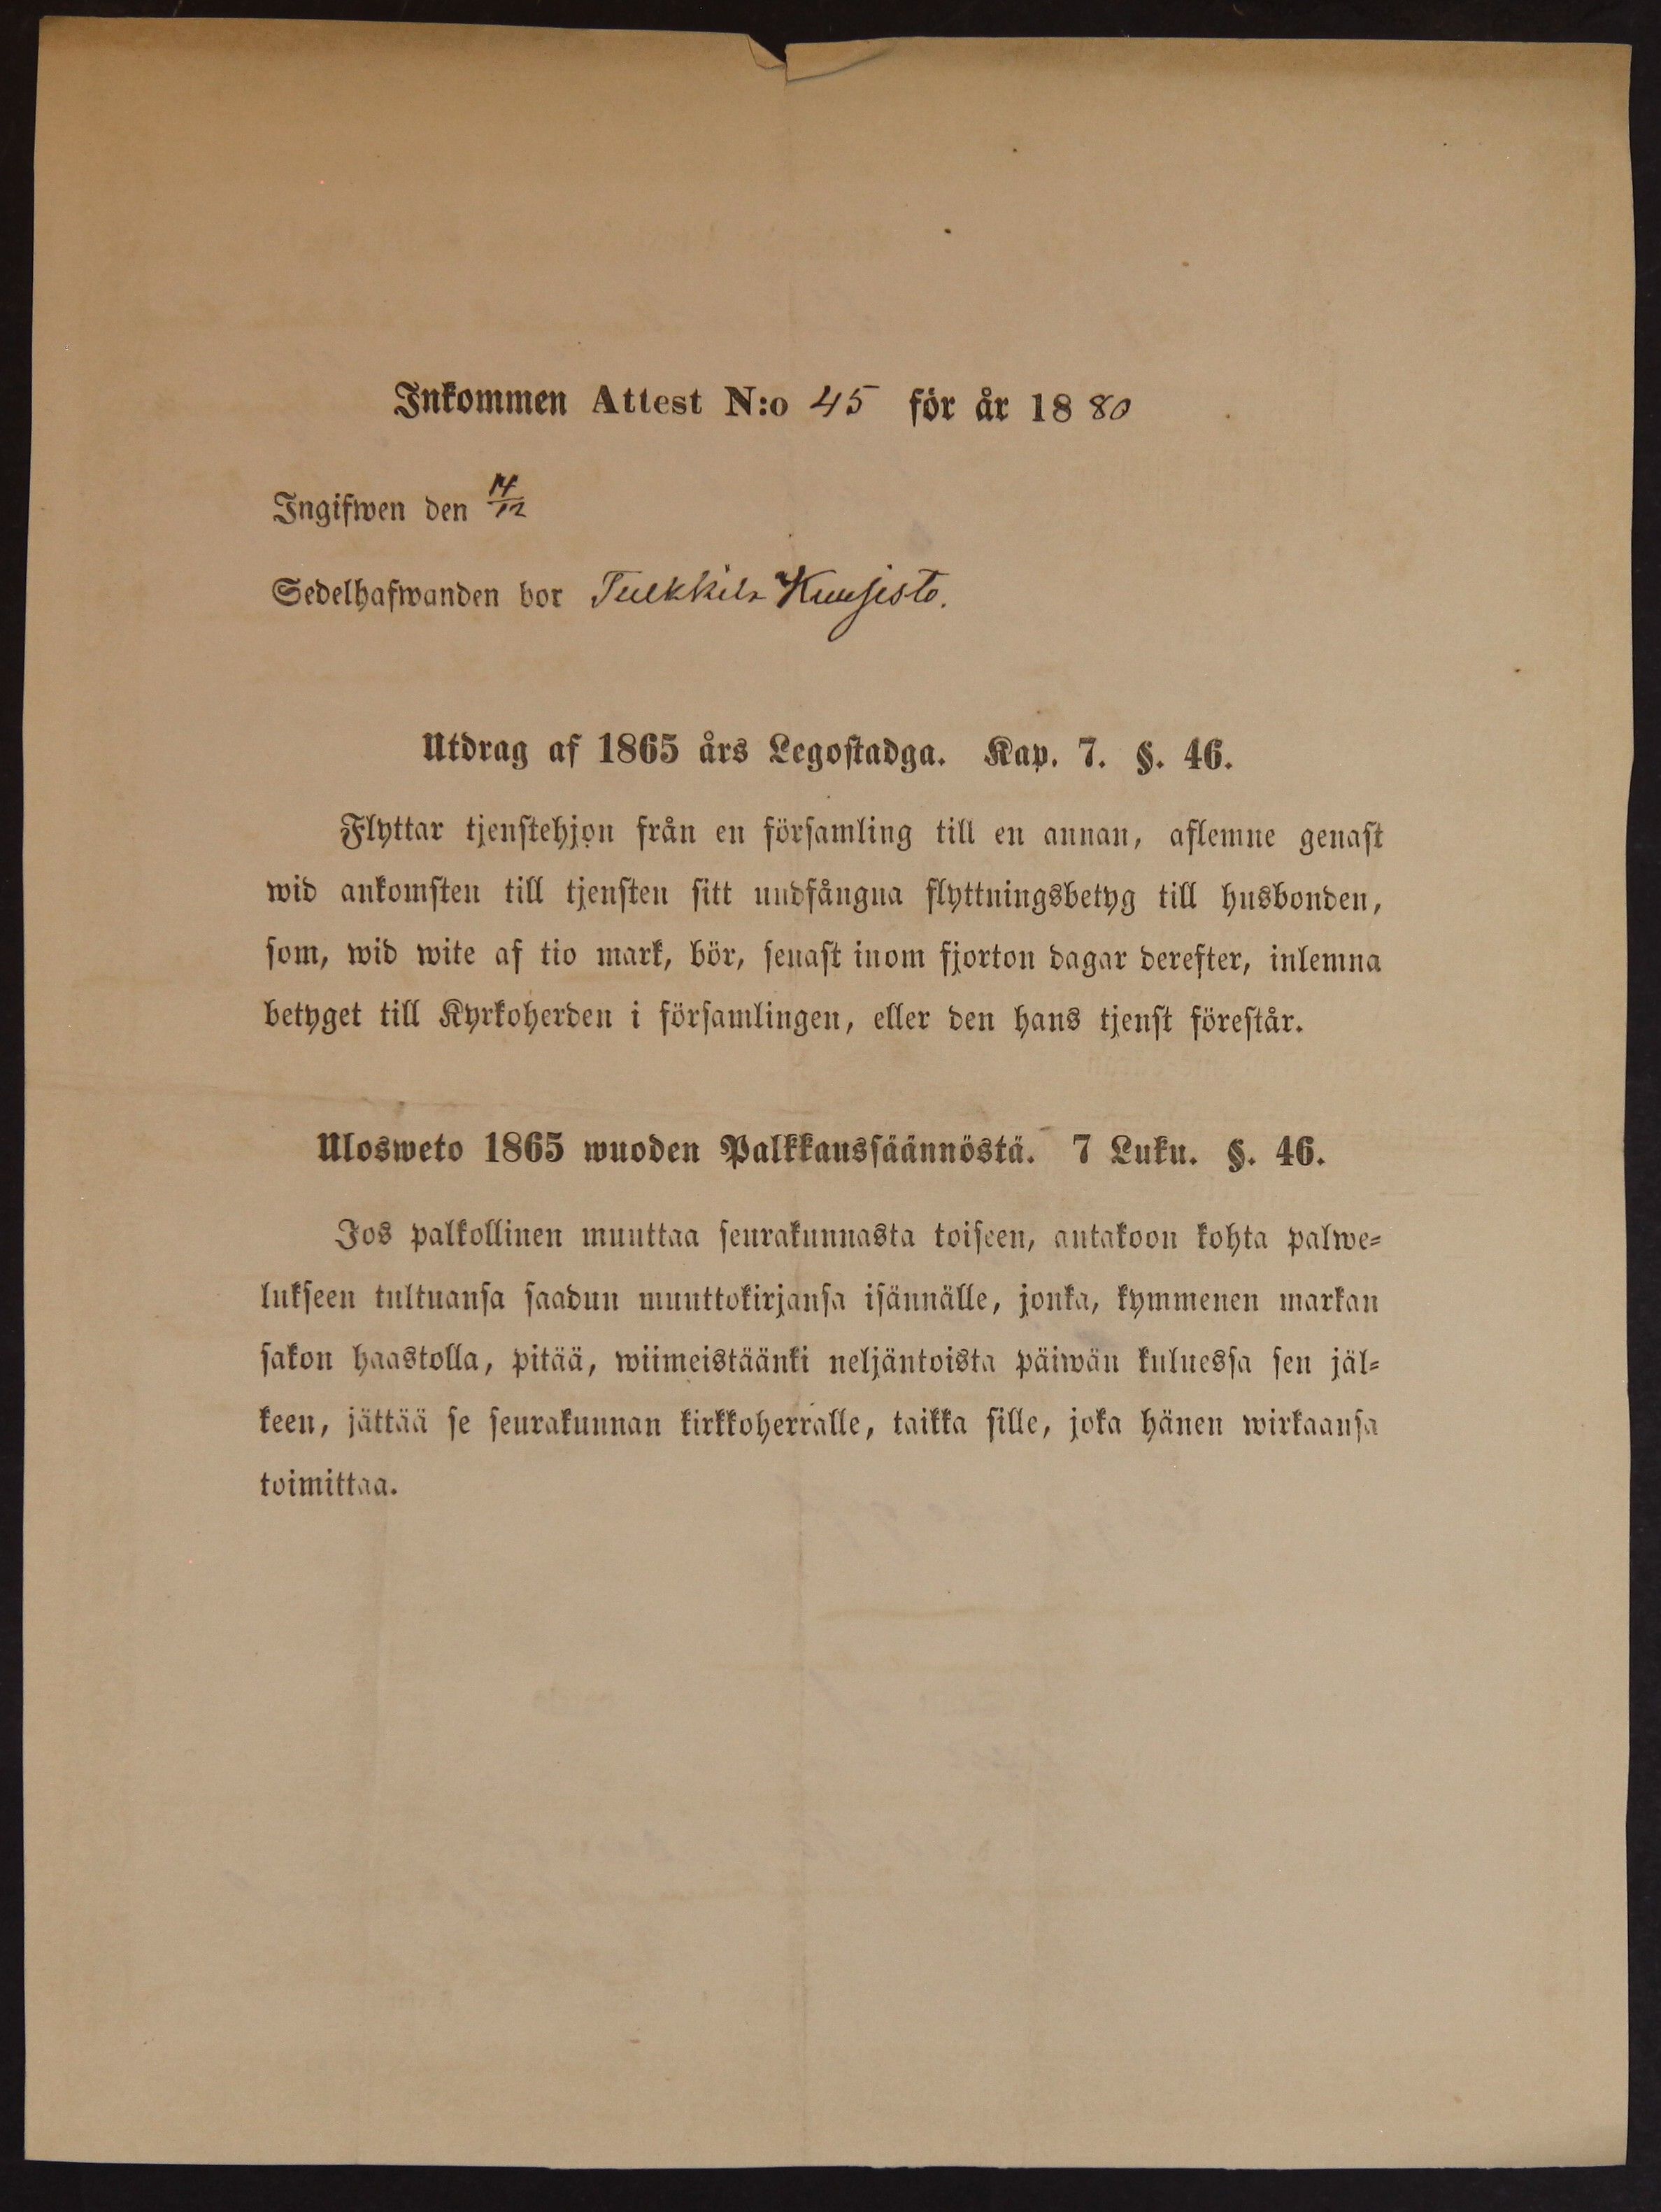 Inkommen Attest N:o 45 för år 1880
Ingifwen den 14/12
Sedelhafwanden bor Tulkkila Kuusisto.
Utdrag af 1865 års Legostadga. Kap. 7. §. 46.
Flyttar tjenstehjon från en församling till en annan, aflemne genast
wid ankomsten till tjensten sitt undfångna flyttningsbetyg till husbonden,
som, wid wite af tio mark, bör, senast inom fjorton dagar derefter, inlemna
betyget till Kyrkoherden i församlingen, eller den hans tjenst förestår.
Ulosweto 1865 wuoden Palkkaussäännöstä. 7 Luku. §. 46.
Jos palkollinen muuttaa seurakunnasta toiseen, antakoon kohta palwe=
lukseen tultuansa saadun muuttokirjansa isännälle, jonka, kymmenen markan
sakon haastolla, pitää, wiimeistäänki neljäntoista päiwän kuluessa sen jäl=
keen, jättää se seurakunnan kirkkoherralle, taikka sille, joka hänen wirkaansa
toimittaa.